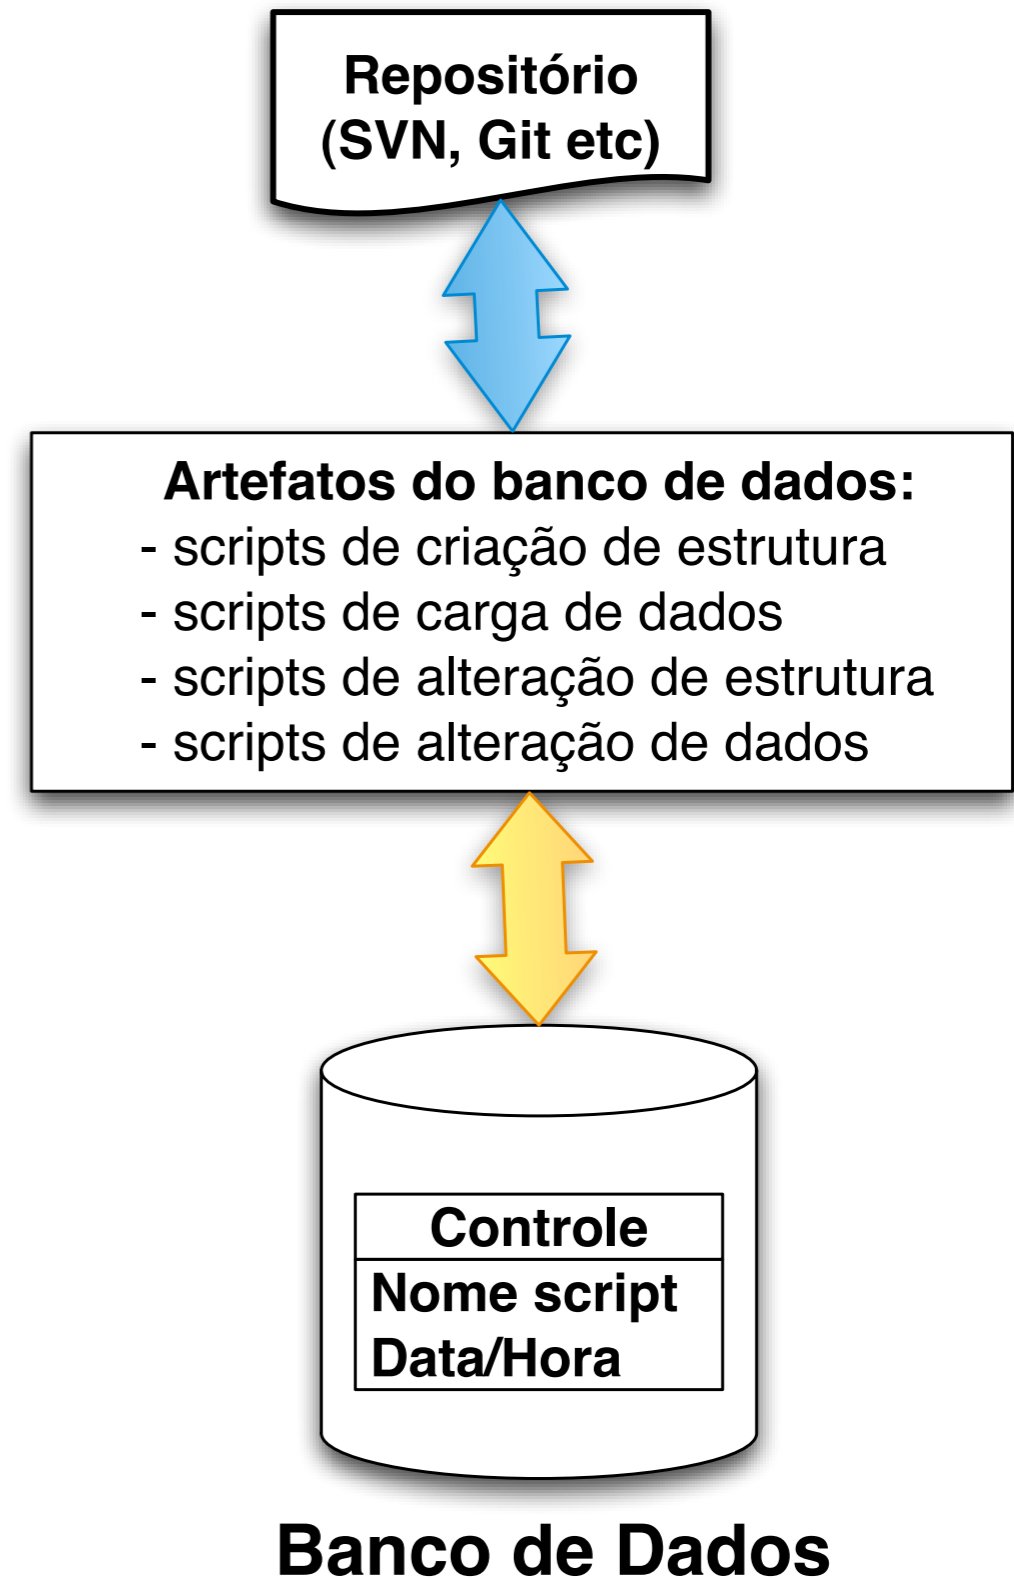 Repositório
(SVN, Git etc)
Artefatos do banco de dados:
- scripts de criação de estrutura
- scripts de carga de dados
- scripts de alteração de estrutura
- scripts de alteração de dados
Controle
Nome script
Data/Hora
Banco de Dados